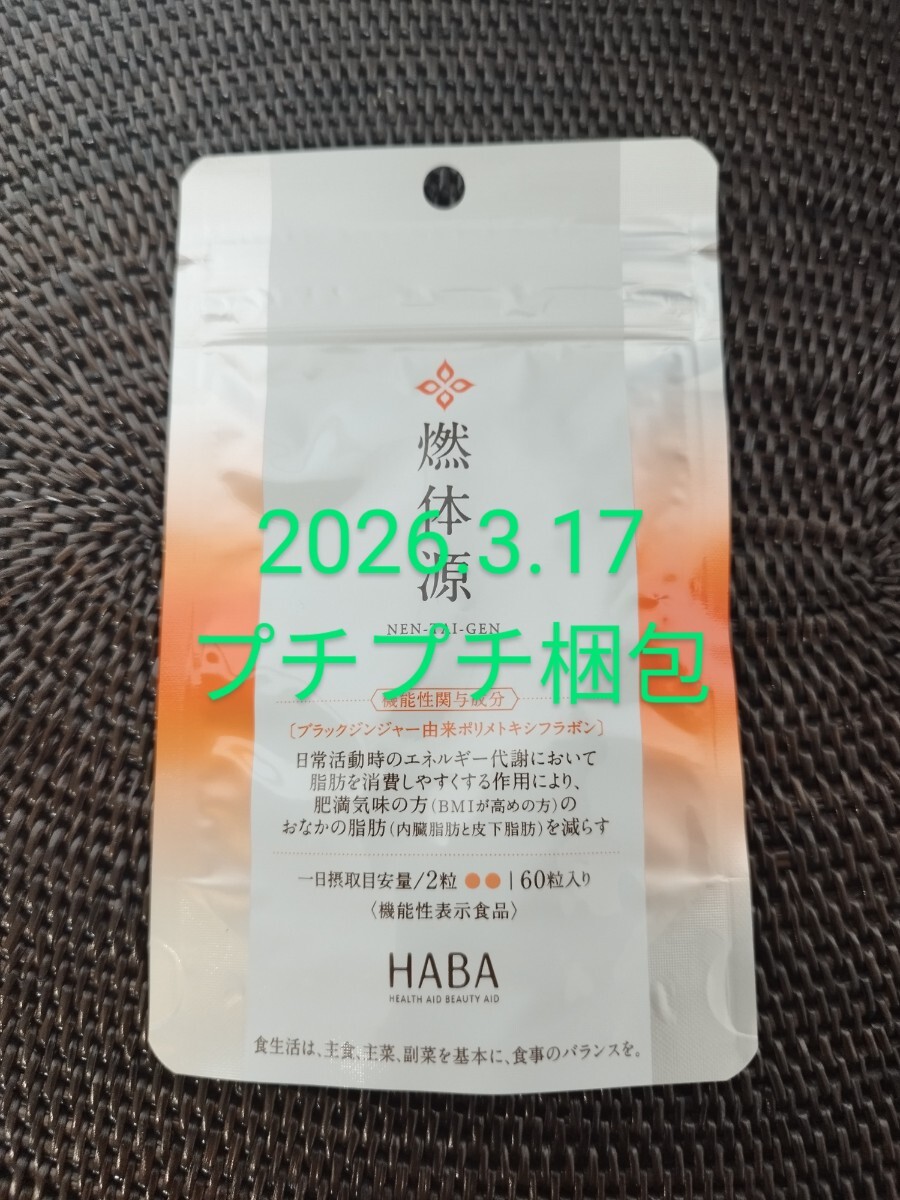 燃体源
2026.3.17
NEN-TAI-GEN
プチプチ梱包
機能性関与成分
〔ブラックジンジャー由来ポリメトキシフラボン〕
日常活動時のエネルギー代謝において
脂肪を消費しやすくする作用により、
肥満気味の方(BMIが高めの方)の
おなかの脂肪(内臓脂肪と皮下脂肪)を減らす
一日摂取目安量/2粒 ●● | 60粒入り
〈機能性表示食品〉
HABA
HEALTH AID BEAUTY AID
食生活は、主食、主菜、副菜を基本に、食事のバランスを。